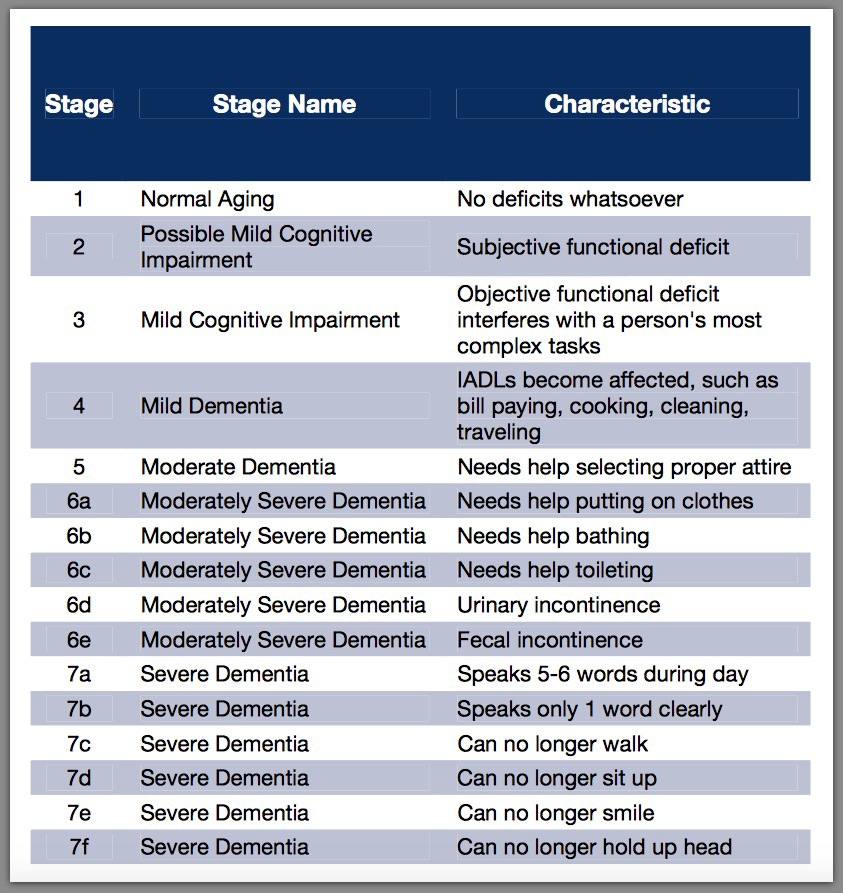 Stage Stage Name Characteristic
1 Normal Aging No deficits whatsoever
2 Possible Mild Cognitive
Impairment Subjective functional deficit
3 Mild Cognitive Impairment Objective functional deficit
interferes with a person's most
complex tasks
4 Mild Dementia IADLs become affected, such as
bill paying, cooking, cleaning,
traveling
5 Moderate Dementia Needs help selecting proper attire
6a Moderately Severe Dementia Needs help putting on clothes
6b Moderately Severe Dementia Needs help bathing
6c Moderately Severe Dementia Needs help toileting
6d Moderately Severe Dementia Urinary incontinence
6e Moderately Severe Dementia Fecal incontinence
7a Severe Dementia Speaks 5-6 words during day
7b Severe Dementia Speaks only 1 word clearly
7c Severe Dementia Can no longer walk
7d Severe Dementia Can no longer sit up
7e Severe Dementia Can no longer smile
7f Severe Dementia Can no longer hold up head